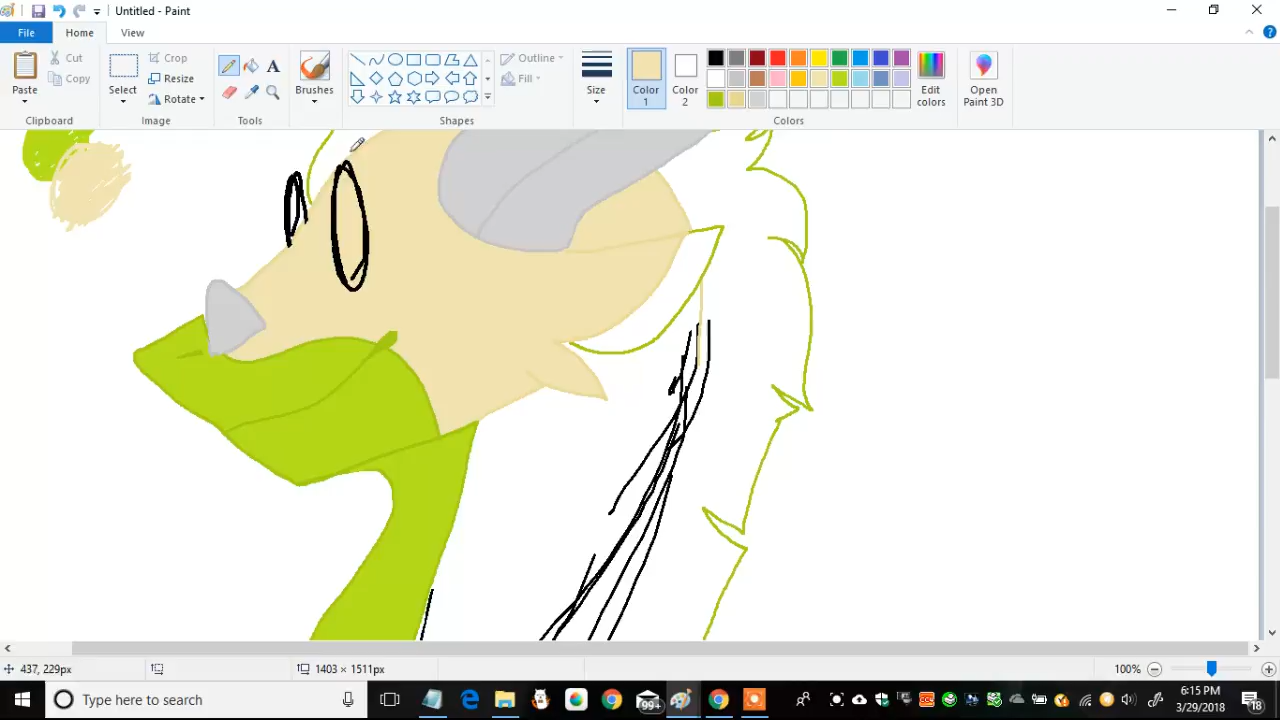 Untitled - Paint
File Home View
Paste
Cut
Copy
Clipboard
Select
Crop
Resize
Rotate
Image
A
Tools
Brushes
Outline
Fill
Shapes
Size
Color 1
Color 2
Edit colors
Open Paint 3D
Colors
437, 229px
1403 × 1511px
100%
Type here to search
99+
6:15 PM
3/29/2018
18